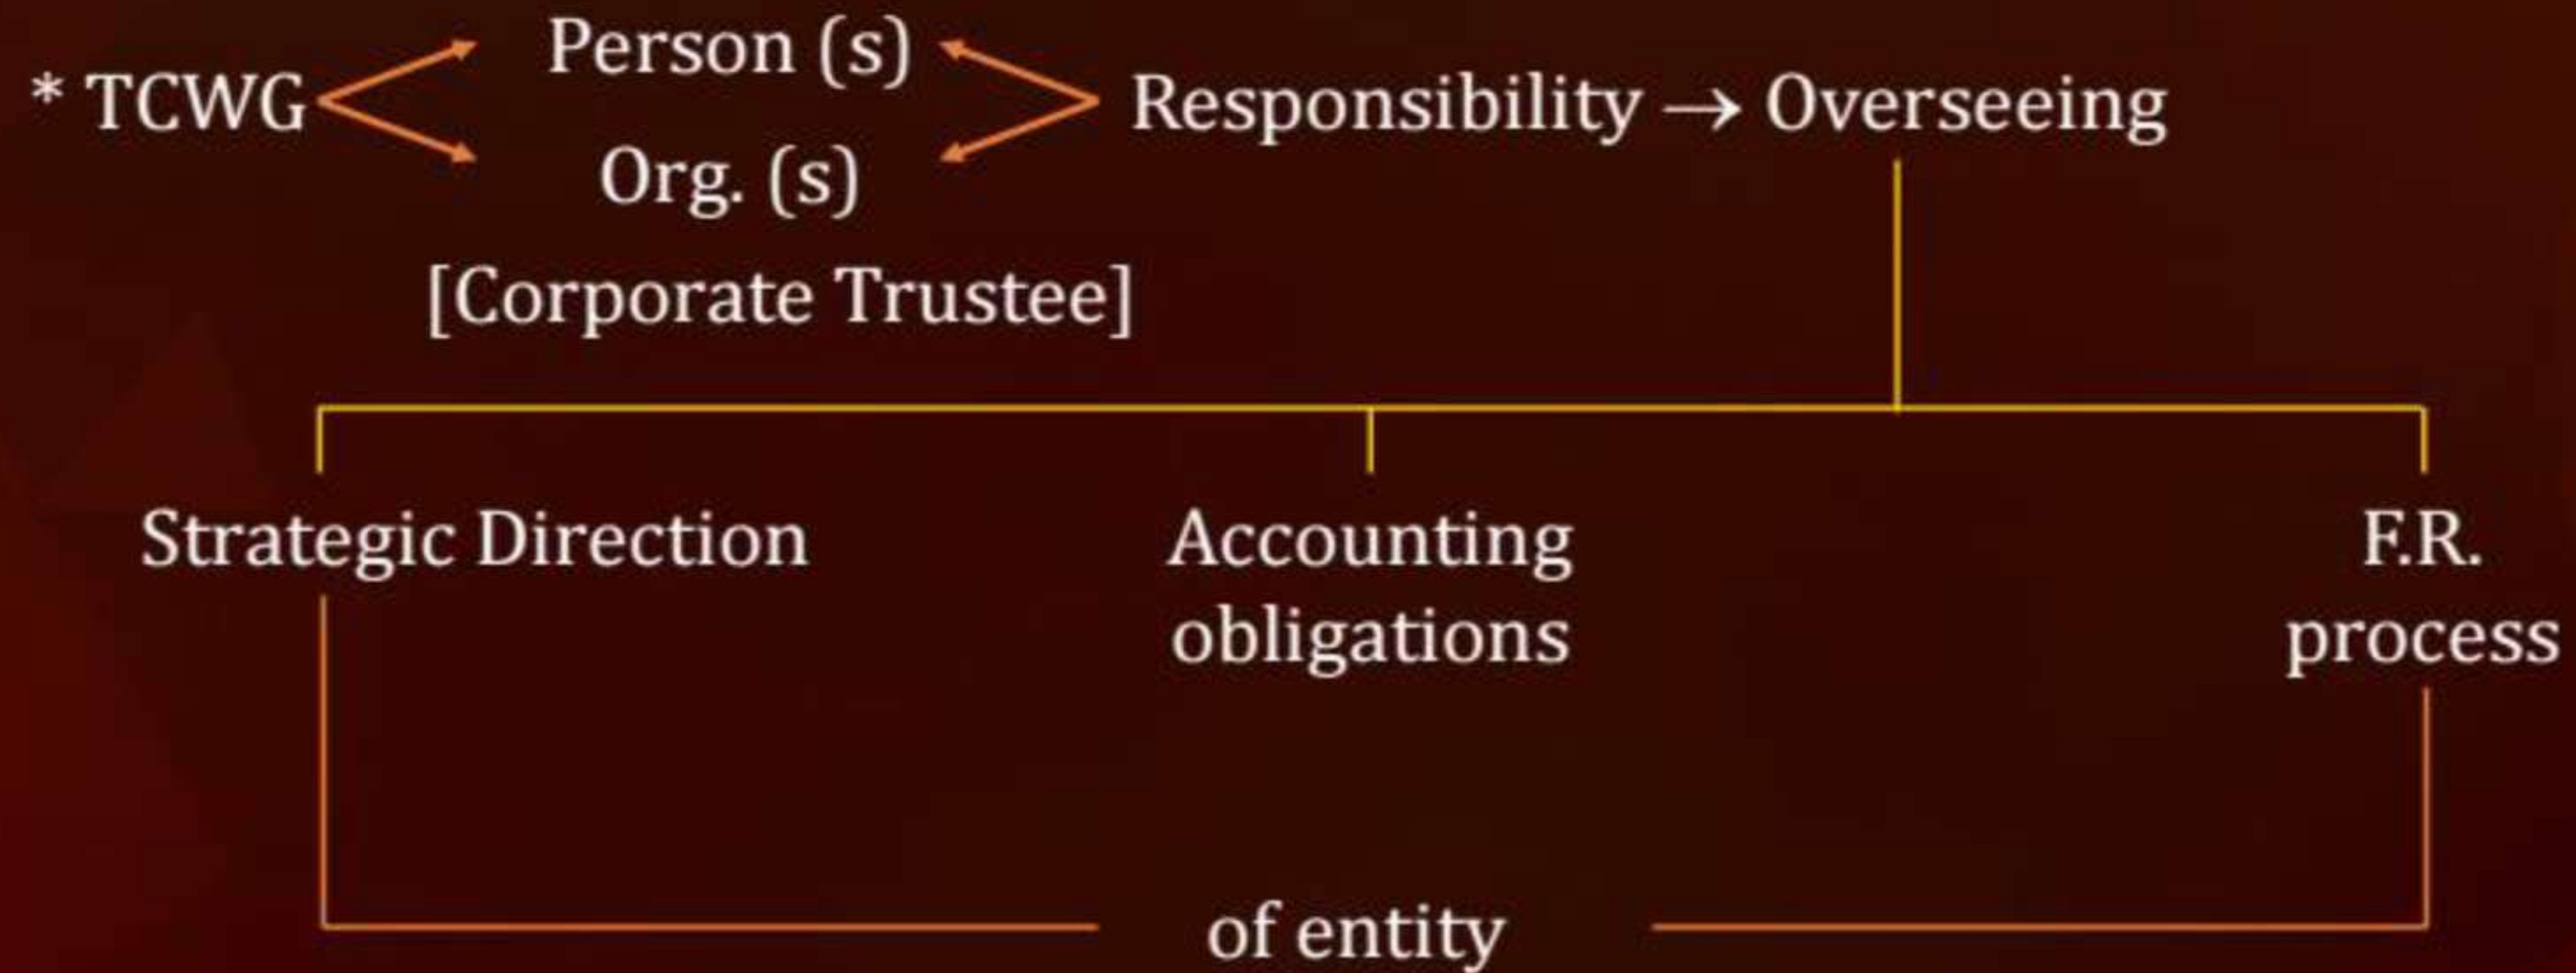 * TCWG
Person (s)
Org. (s)
[Corporate Trustee]
Responsibility → Overseeing
Strategic Direction
Accounting
obligations
F.R.
process
of entity